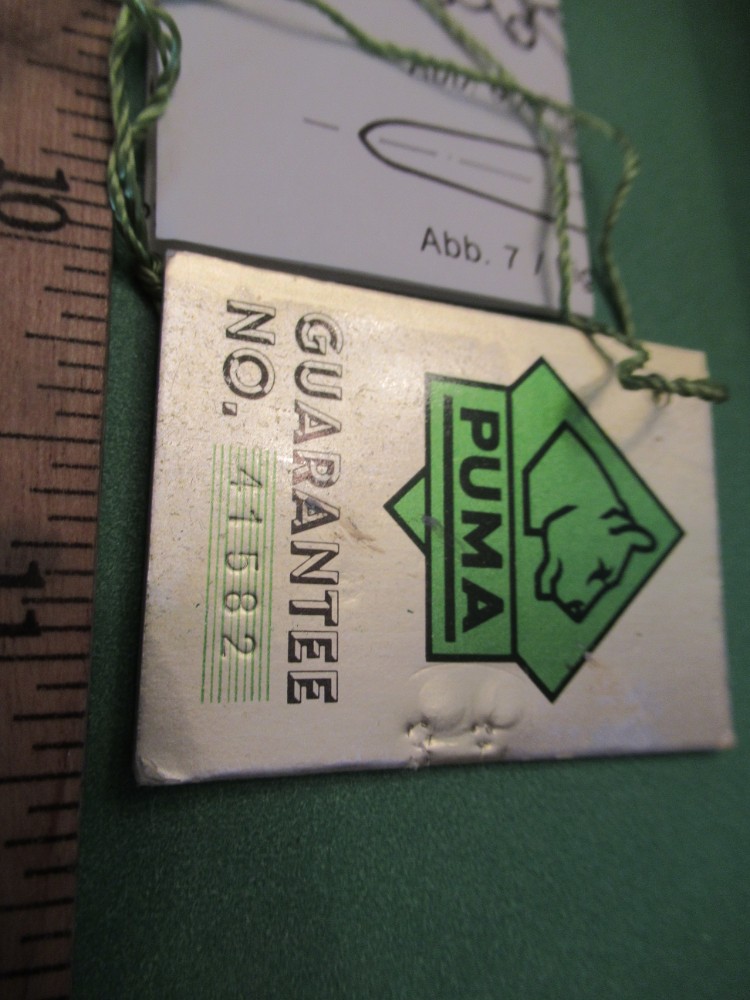 PUMA
GUARANTEE
NO. 41582
Abb. 7 /
10
11